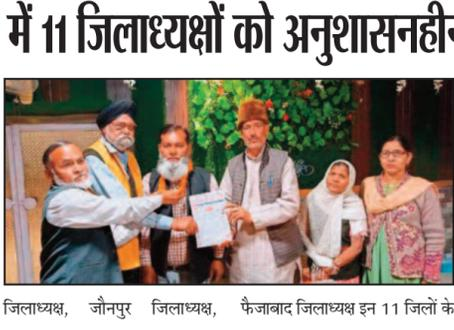 में 11 जिलाध्यक्षों को अनुशासनहीन
जिलाध्यक्ष, जौनपुर जिलाध्यक्ष, फैजाबाद जिलाध्यक्ष इन 11 जिलों के